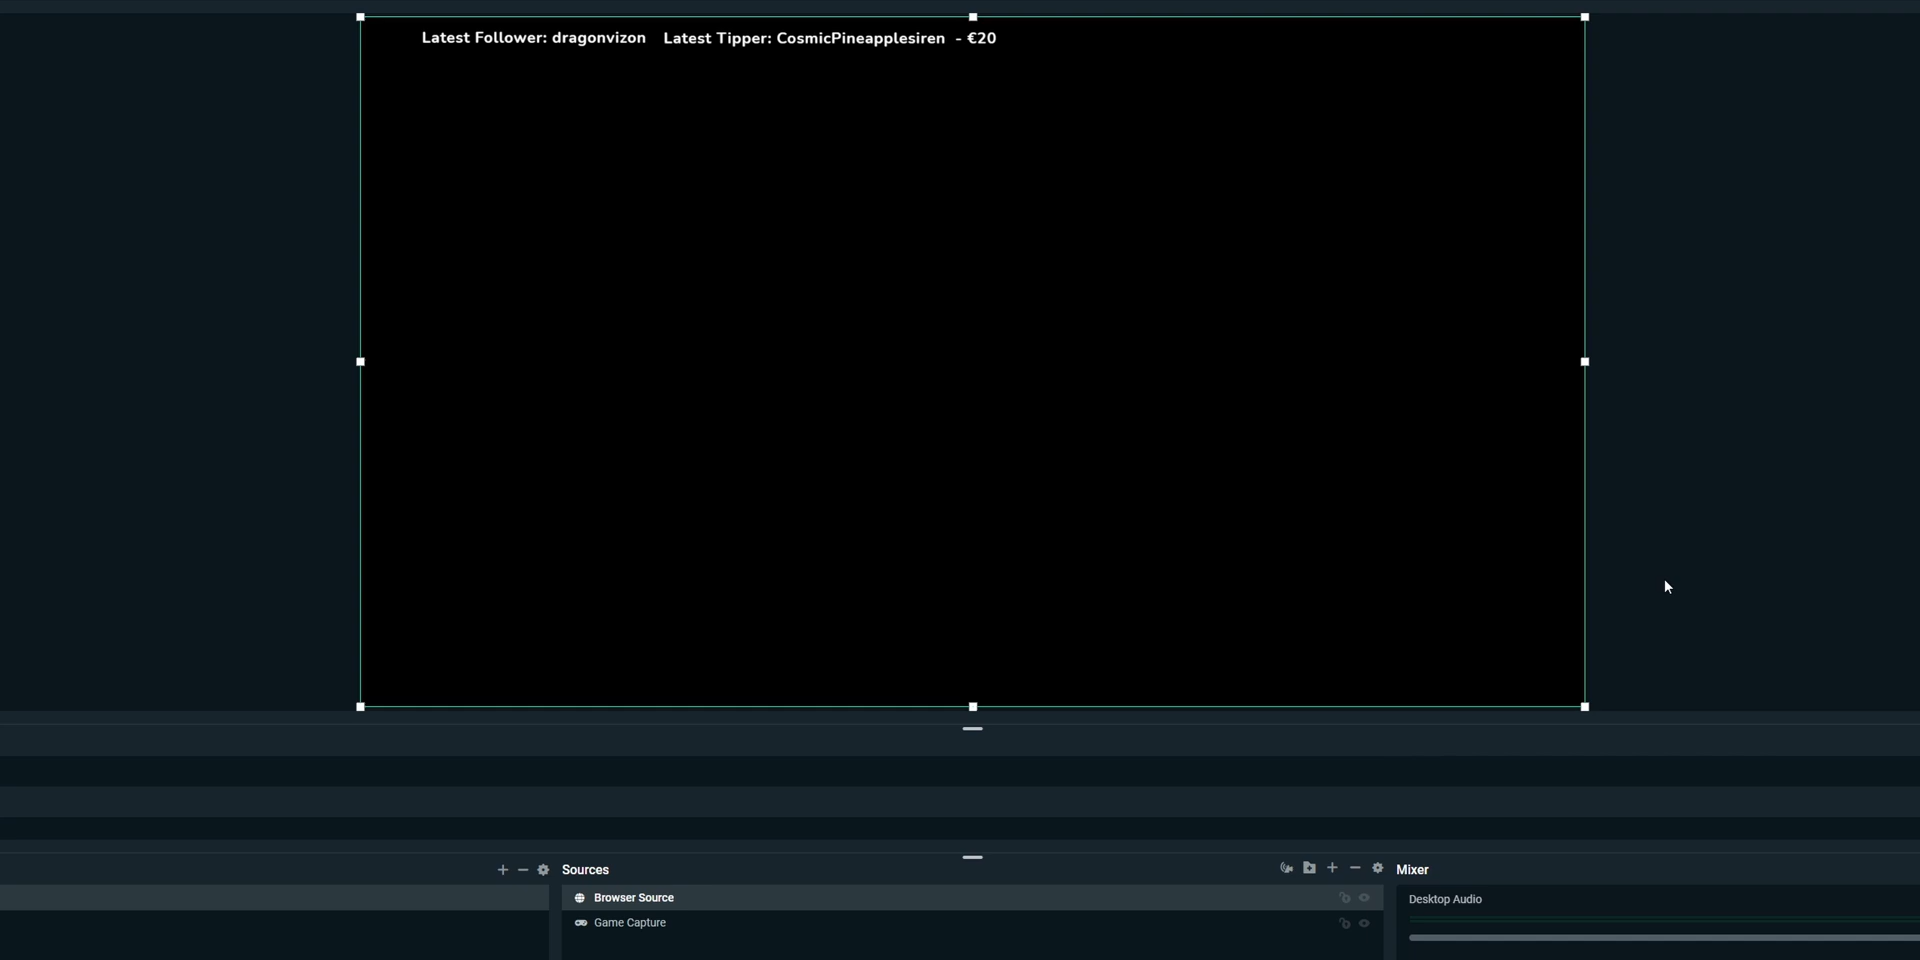 Latest Follower: dragonvizon Latest Tipper: CosmicPineapplesiren - €20
Sources
Mixer
Browser Source
Desktop Audio
Game Capture